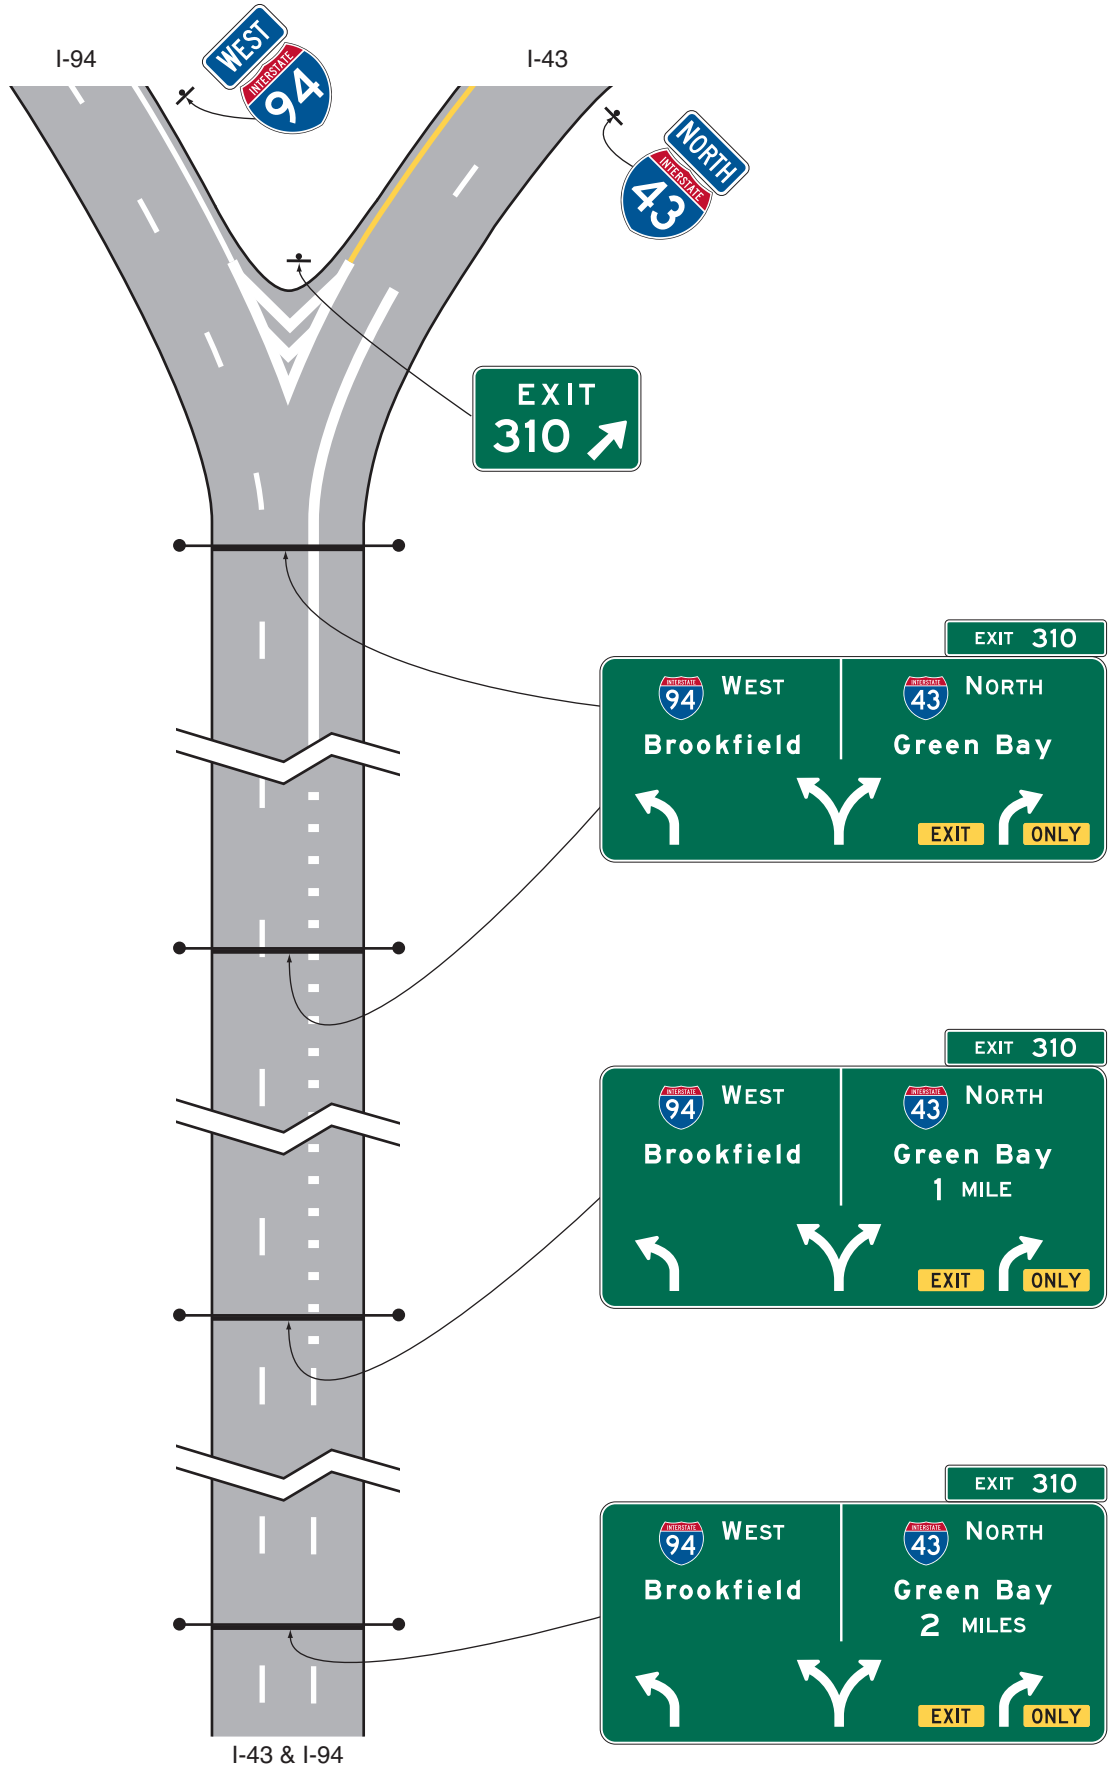 I-94
WEST
INTERSTATE
94
I-43
NORTH
INTERSTATE
43
EXIT
310
EXIT 310
INTERSTATE
94 WEST
Brookfield
INTERSTATE
43 NORTH
Green Bay
EXIT ONLY
EXIT 310
INTERSTATE
94 WEST
Brookfield
INTERSTATE
43 NORTH
Green Bay
1 MILE
EXIT ONLY
EXIT 310
INTERSTATE
94 WEST
Brookfield
INTERSTATE
43 NORTH
Green Bay
2 MILES
EXIT ONLY
I-43 & I-94